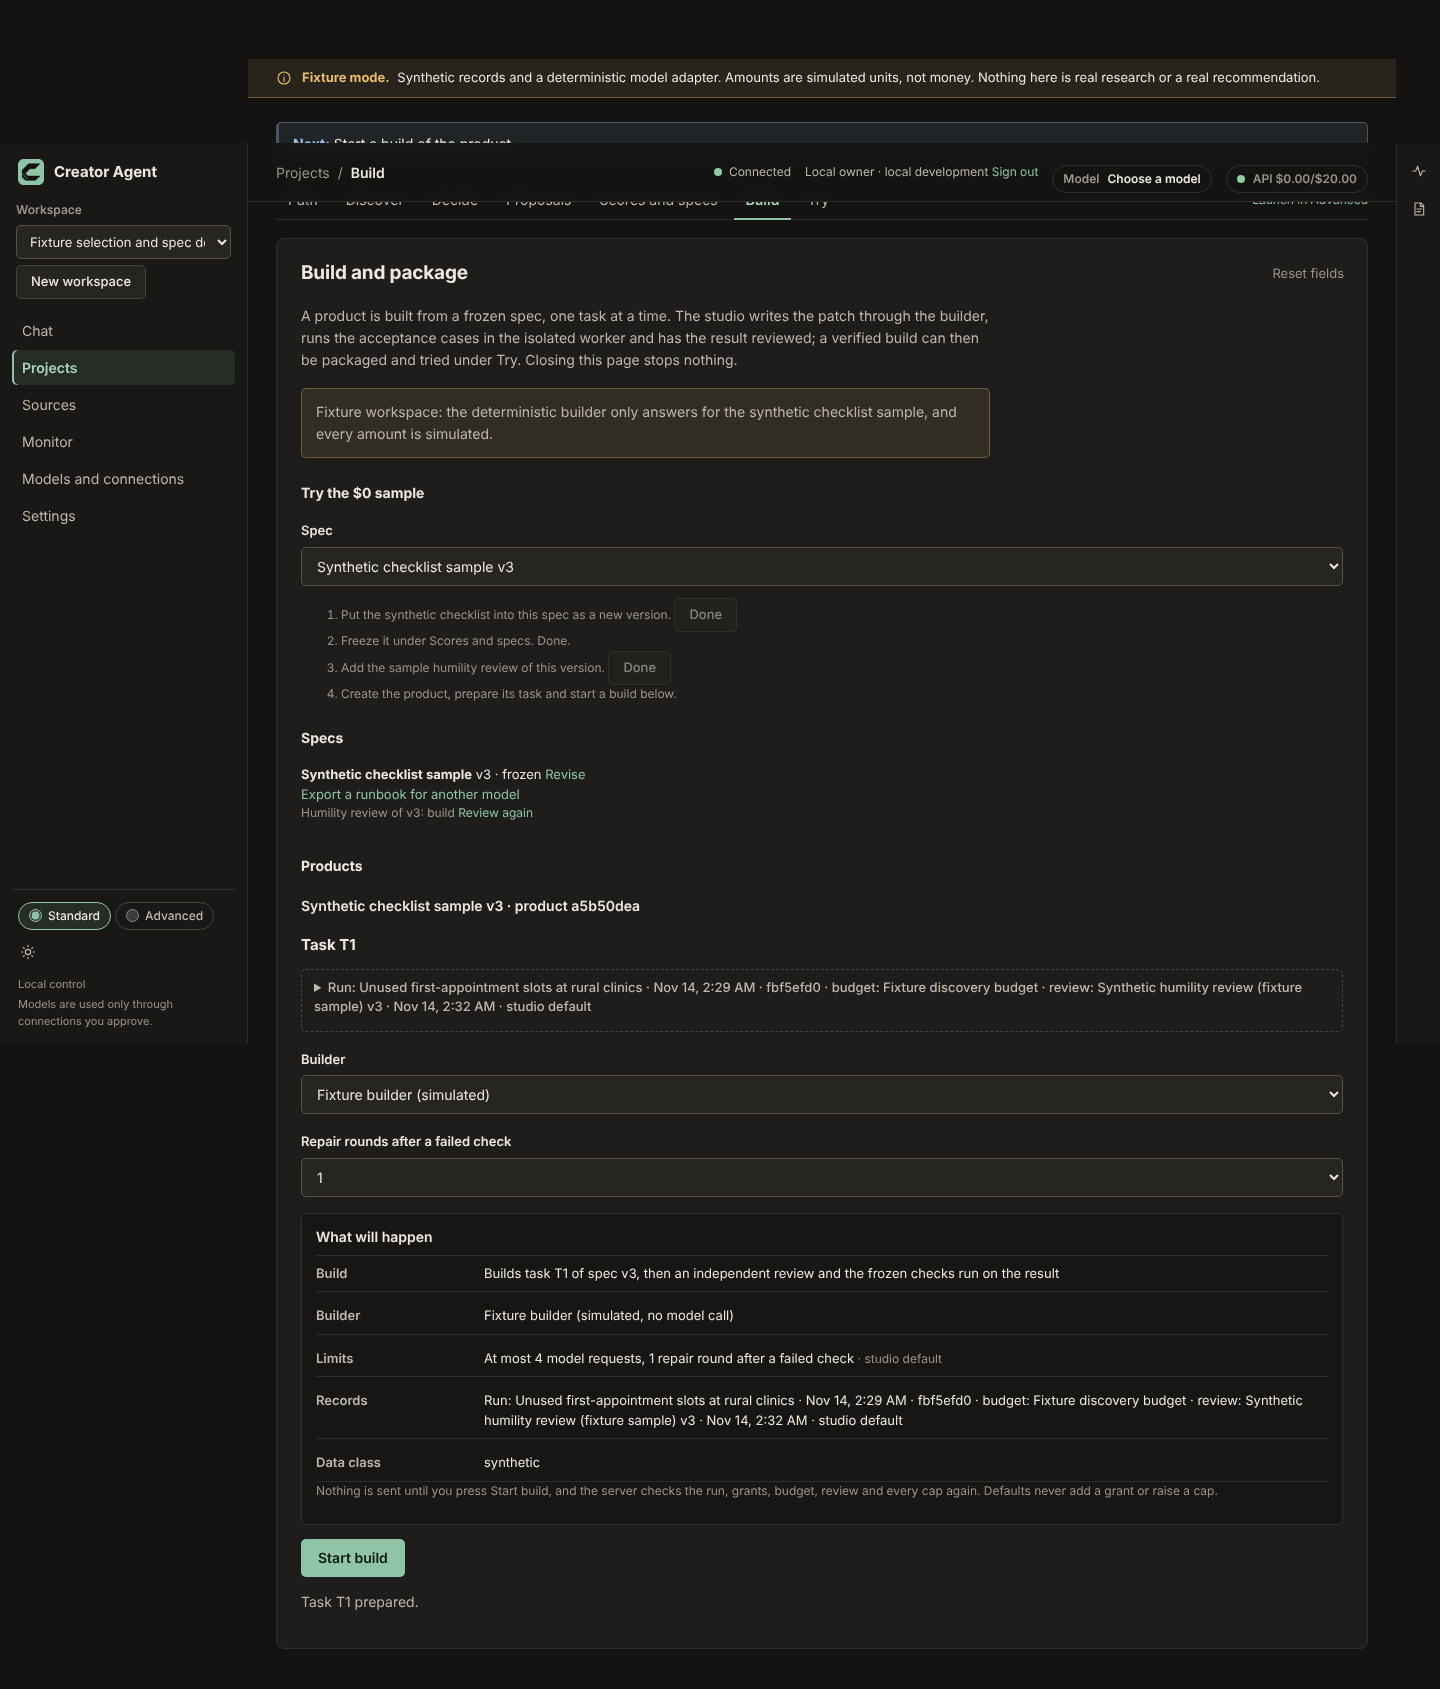 Fixture mode. Synthetic records and a deterministic model adapter. Amounts are simulated units, not money. Nothing here is real research or a real recommendation.
Next: Start a build of the product
Creator Agent
Workspace
Fixture selection and spec d
New workspace
Chat
Projects
Sources
Monitor
Models and connections
Settings
Standard
Advanced
Local control
Models are used only through
connections you approve.
Projects / Build
Connected
Local owner · local development Sign out
Model Choose a model
API $0.00/$20.00
Path Discover Decide Proposals Scores and specs Build Try
Launch in Advanced
Build and package
Reset fields
A product is built from a frozen spec, one task at a time. The studio writes the patch through the builder,
runs the acceptance cases in the isolated worker and has the result reviewed; a verified build can then
be packaged and tried under Try. Closing this page stops nothing.
Fixture workspace: the deterministic builder only answers for the synthetic checklist sample, and
every amount is simulated.
Try the $0 sample
Spec
Synthetic checklist sample v3
1. Put the synthetic checklist into this spec as a new version. Done
2. Freeze it under Scores and specs. Done.
3. Add the sample humility review of this version. Done
4. Create the product, prepare its task and start a build below.
Specs
Synthetic checklist sample v3 · frozen Revise
Export a runbook for another model
Humility review of v3: build Review again
Products
Synthetic checklist sample v3 · product a5b50dea
Task T1
Run: Unused first-appointment slots at rural clinics · Nov 14, 2:29 AM · fbf5efd0 · budget: Fixture discovery budget · review: Synthetic humility review (fixture
sample) v3 · Nov 14, 2:32 AM · studio default
Builder
Fixture builder (simulated)
Repair rounds after a failed check
1
What will happen
Build Builds task T1 of spec v3, then an independent review and the frozen checks run on the result
Builder Fixture builder (simulated, no model call)
Limits At most 4 model requests, 1 repair round after a failed check · studio default
Records Run: Unused first-appointment slots at rural clinics · Nov 14, 2:29 AM · fbf5efd0 · budget: Fixture discovery budget · review: Synthetic
humility review (fixture sample) v3 · Nov 14, 2:32 AM · studio default
Data class synthetic
Nothing is sent until you press Start build, and the server checks the run, grants, budget, review and every cap again. Defaults never add a grant or raise a cap.
Start build
Task T1 prepared.